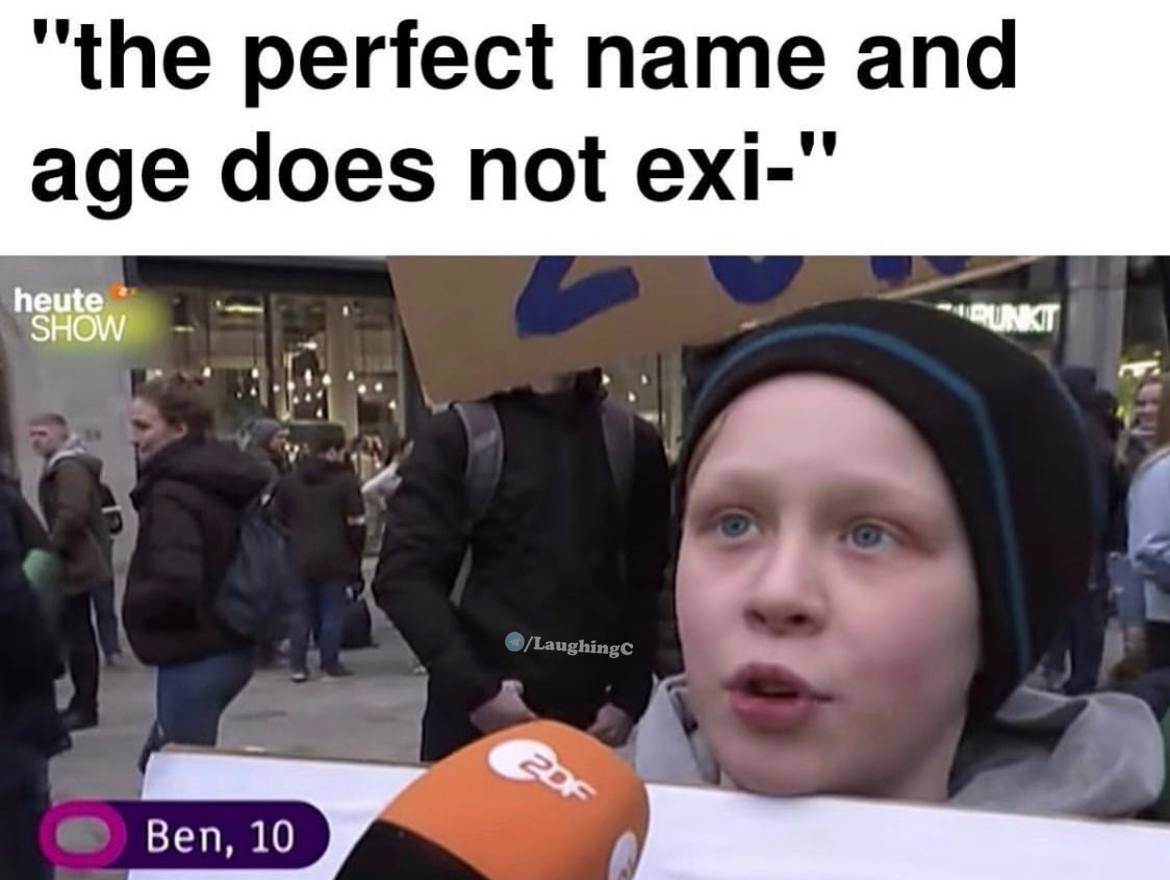 "the perfect name and
age does not exi-"
heute
SHOW
/LaughingC
ZDF
Ben, 10